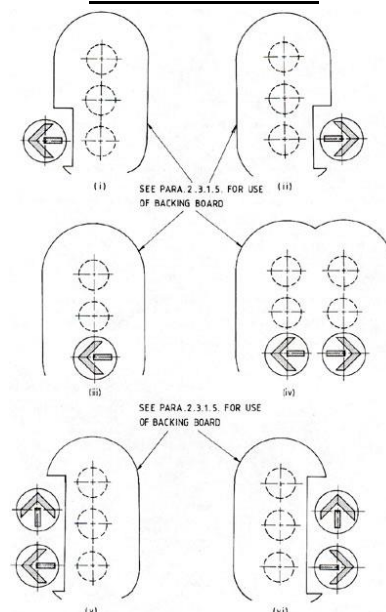 (i)
(ii)
SEE PARA. 2.3.1.5. FOR USE
OF BACKING BOARD
(iii)
(iv)
SEE PARA. 2.3.1.5. FOR USE
OF BACKING BOARD
(v)
(vi)